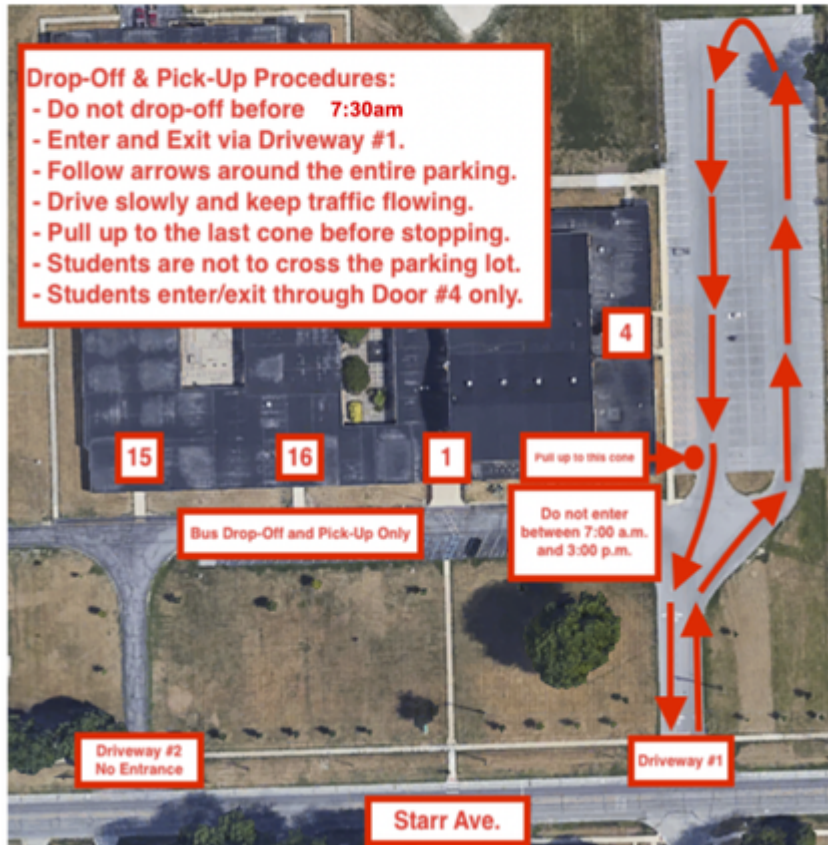 Drop-Off & Pick-Up Procedures:
- Do not drop-off before 7:30am
- Enter and Exit via Driveway #1.
- Follow arrows around the entire parking.
- Drive slowly and keep traffic flowing.
- Pull up to the last cone before stopping.
- Students are not to cross the parking lot.
- Students enter/exit through Door #4 only.
4
15
16
1
Pull up to this cone
Bus Drop-Off and Pick-Up Only
Do not enter
between 7:00 a.m.
and 3:00 p.m.
Driveway #2
No Entrance
Driveway #1
Starr Ave.